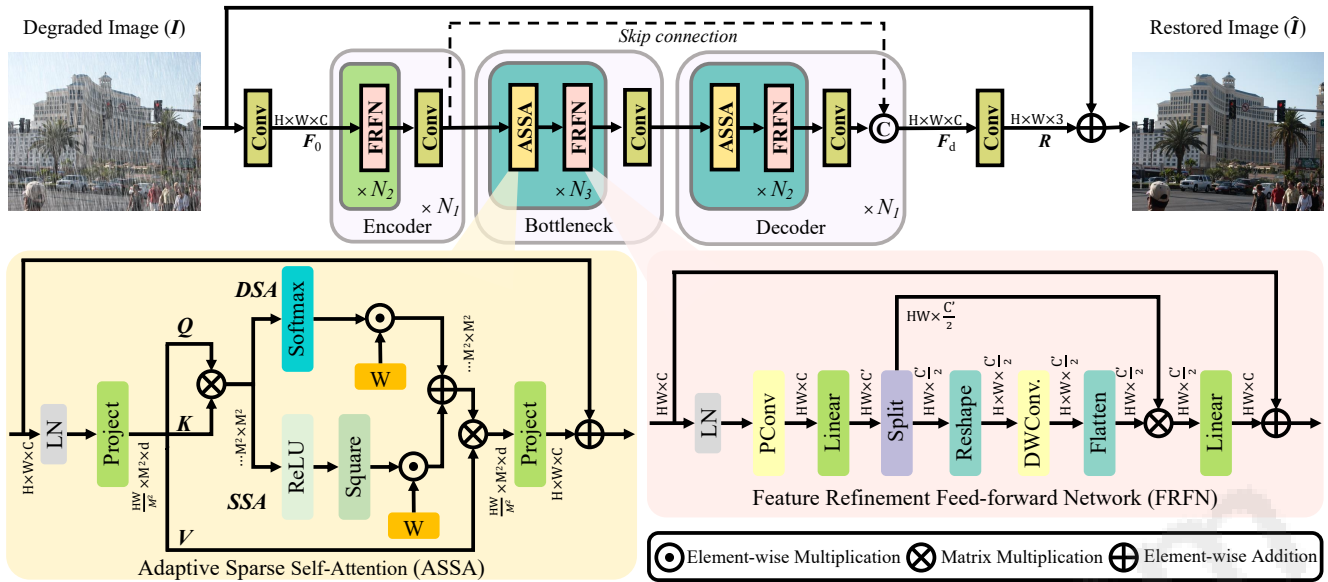 Degraded Image (I)
Skip connection
Restored Image (Î)
Conv
H×W×C
F₀
FRFN
× N₂
Conv
× N₁
Encoder
ASSA
FRFN
× N₃
Conv
Bottleneck
ASSA
FRFN
× N₂
Conv
× N₁
Decoder
C
H×W×C
F_d
Conv
H×W×3
R
H×W×C
LN
Project
HW/M² ×M²×d
Q
K
V
...M²×M²
DSA
Softmax
W
SSA
ReLU
Square
W
...M²×M²
HW/M² ×M²×d
Project
H×W×C
Adaptive Sparse Self-Attention (ASSA)
HW×C
LN
PConv
HW×C
Linear
HW×C'
Split
HW×C'/2
HW×C'/2
Reshape
H×W×C'/2
DWConv.
H×W×C'/2
Flatten
HW×C'/2
HW×C'/2
Linear
HW×C
Feature Refinement Feed-forward Network (FRFN)
Element-wise Multiplication
Matrix Multiplication
Element-wise Addition